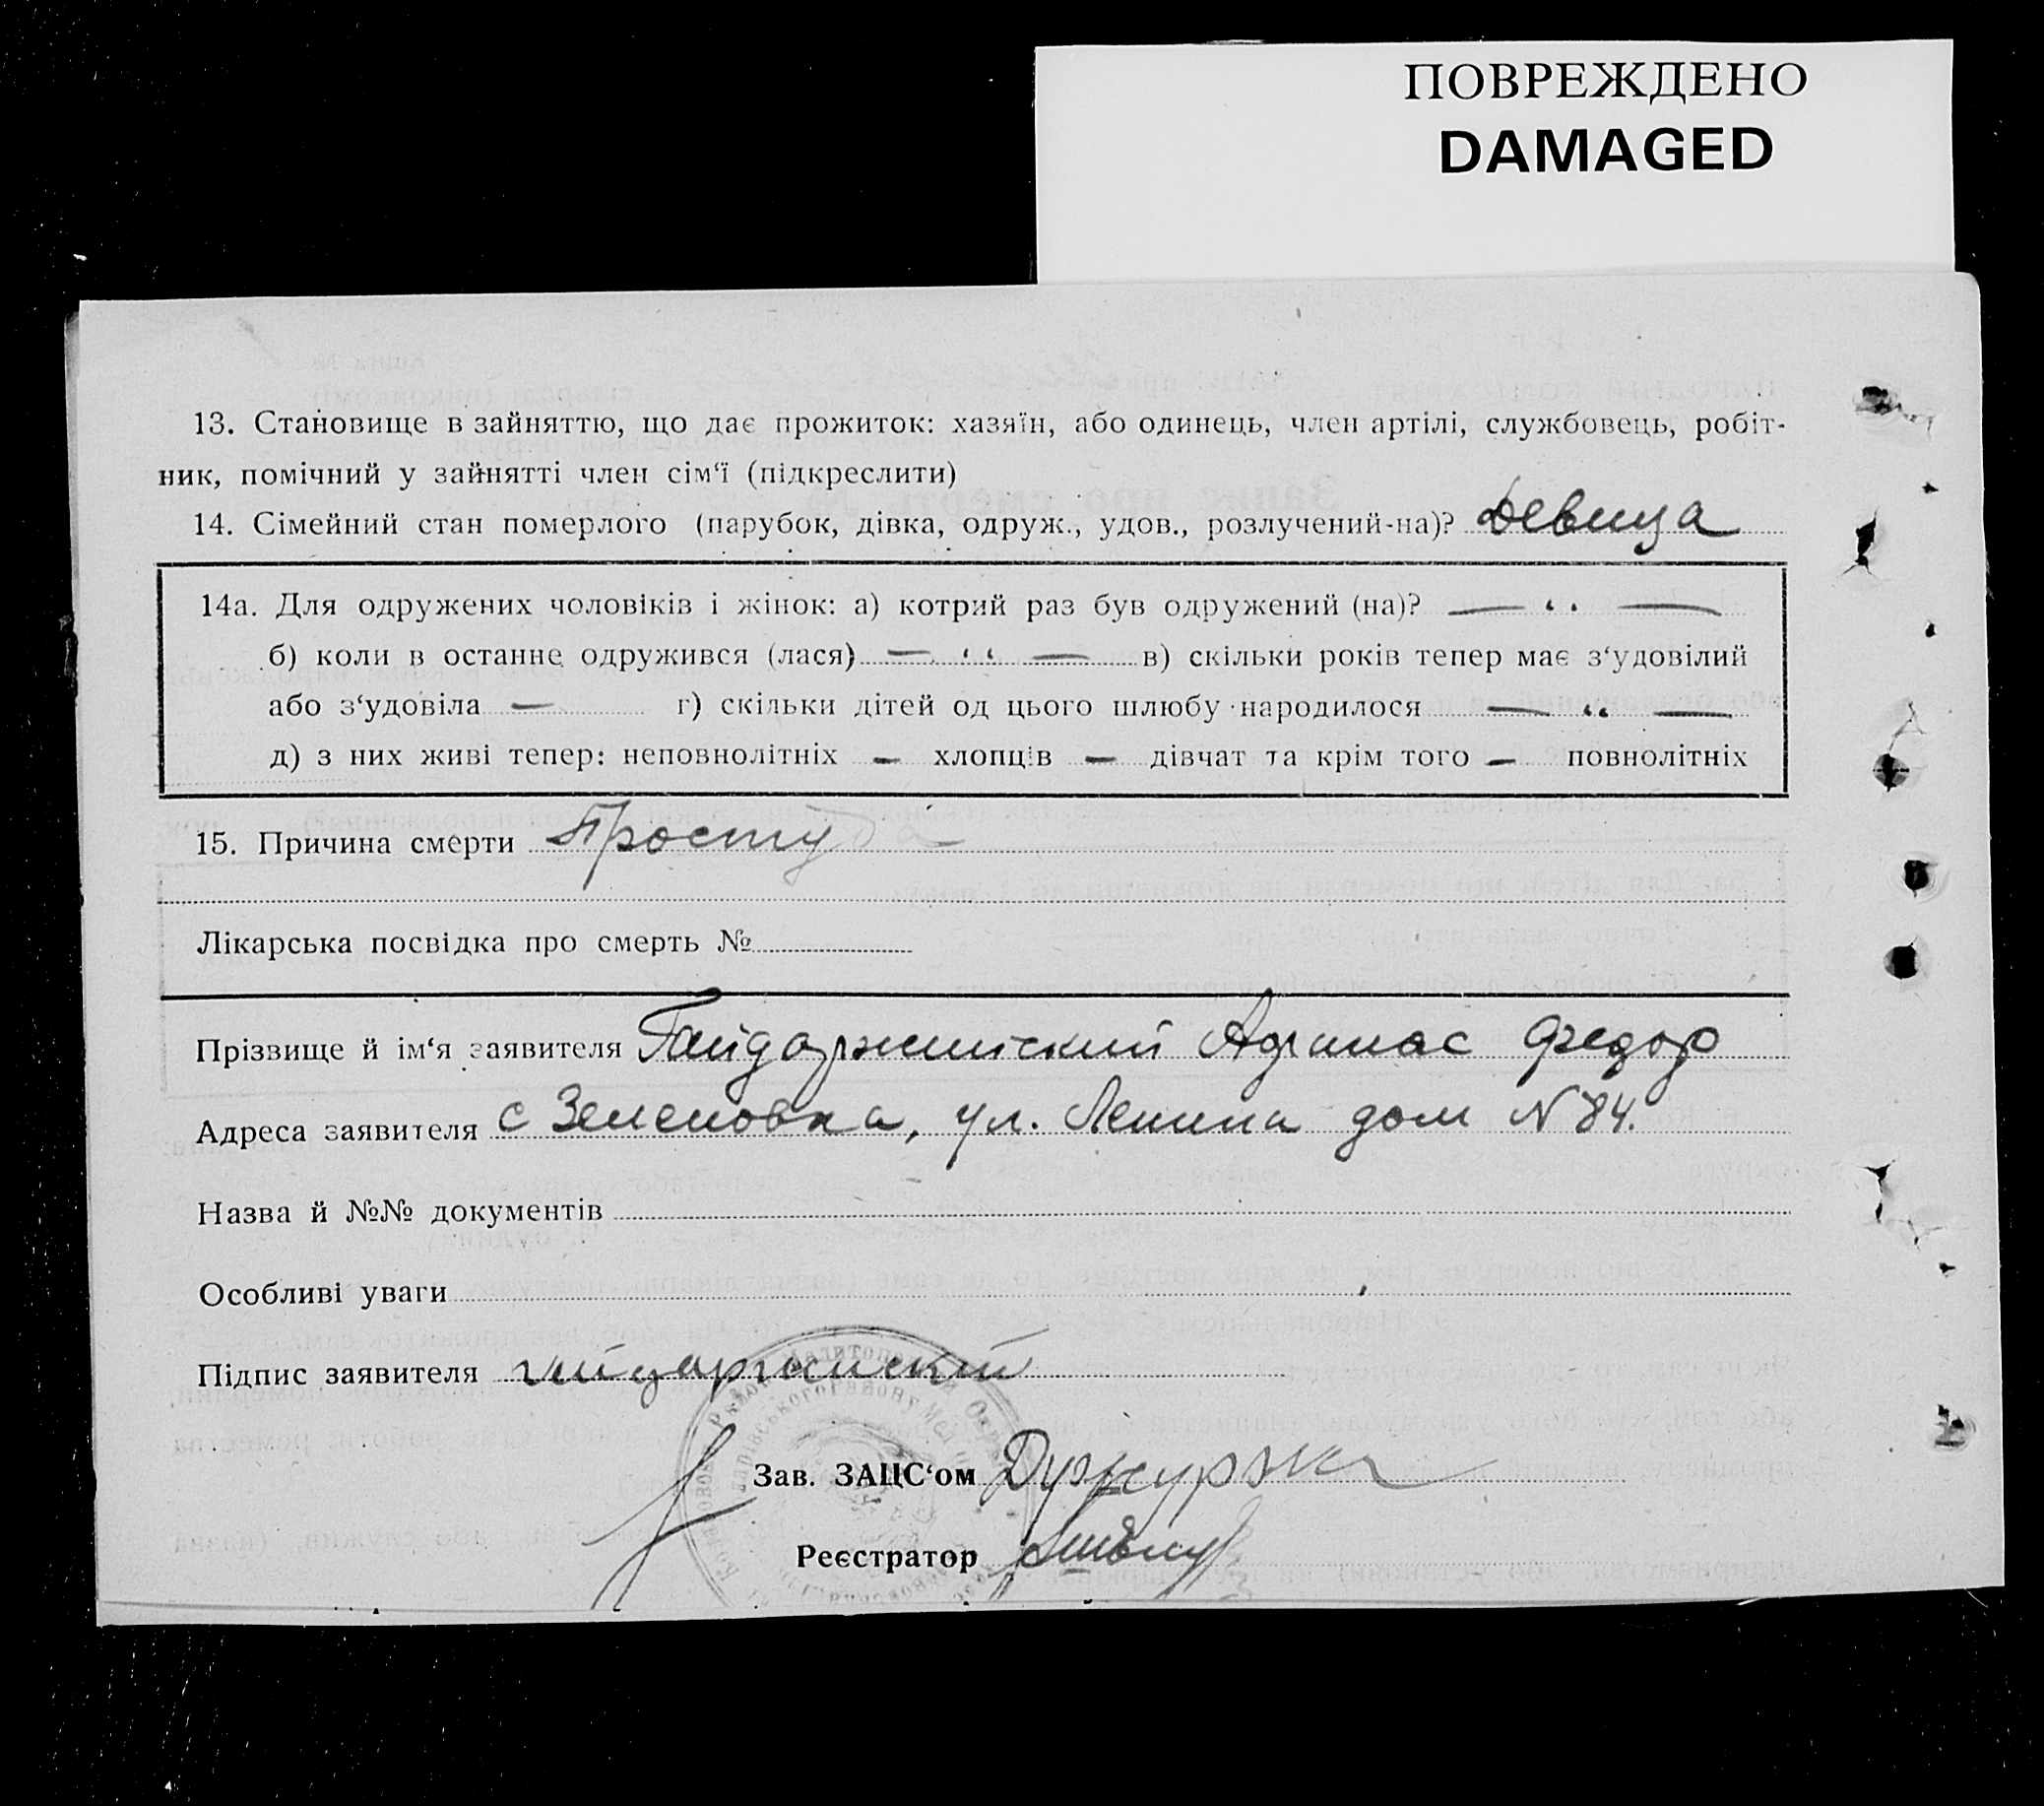 ПОВРЕЖДЕНО
DAMAGED
13. Становище в зайняттю, що дає прожиток: хазяїн, або одинець, член артілі, службовець, робіт-
ник, помічний у зайнятті член сім‘ї (підкреслити)
14. Сімейний стан померлого (парубок, дівка, одруж., удов., розлучений-на)? Девица
14а. Для одружених чоловіків і жінок: а) котрий раз був одружений (на)? — „ —
б) коли в останнє одружився (лася) — „ — в) скільки років тепер має з‘удовілий
або з‘удовіла — г) скільки дітей од цього шлюбу народилося — „ —
д) з них живі тепер: неповнолітніх — хлопців — дівчат та крім того — повнолітніх
15. Причина смерти Простуда
Лікарська посвідка про смерть №
Прізвище й ім‘я заявителя Федор
Адреса заявителя с Зеленовка, ул. Ленина дом N 84.
Назва й №№ документів
Особливі уваги
Підпис заявителя
Зав. ЗАЦС‘ом
Реєстратор